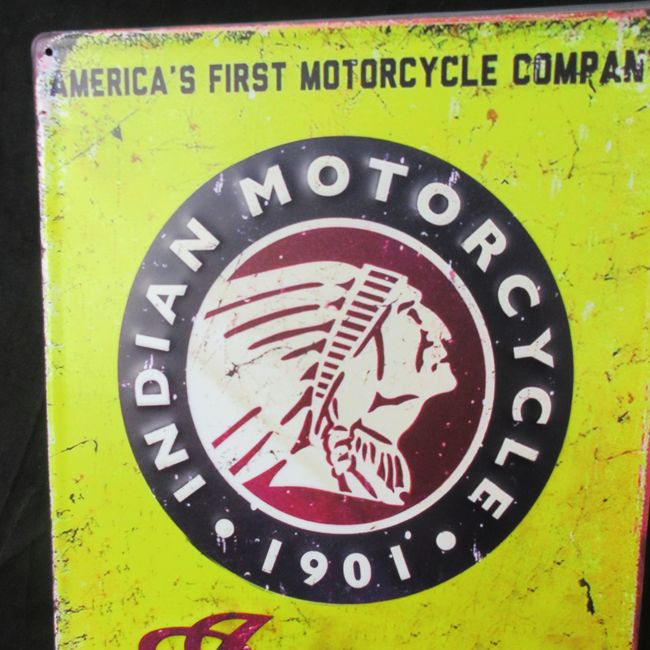 AMERICA'S FIRST MOTORCYCLE COMPAN
INDIAN MOTORCYCLE
• 1901 •